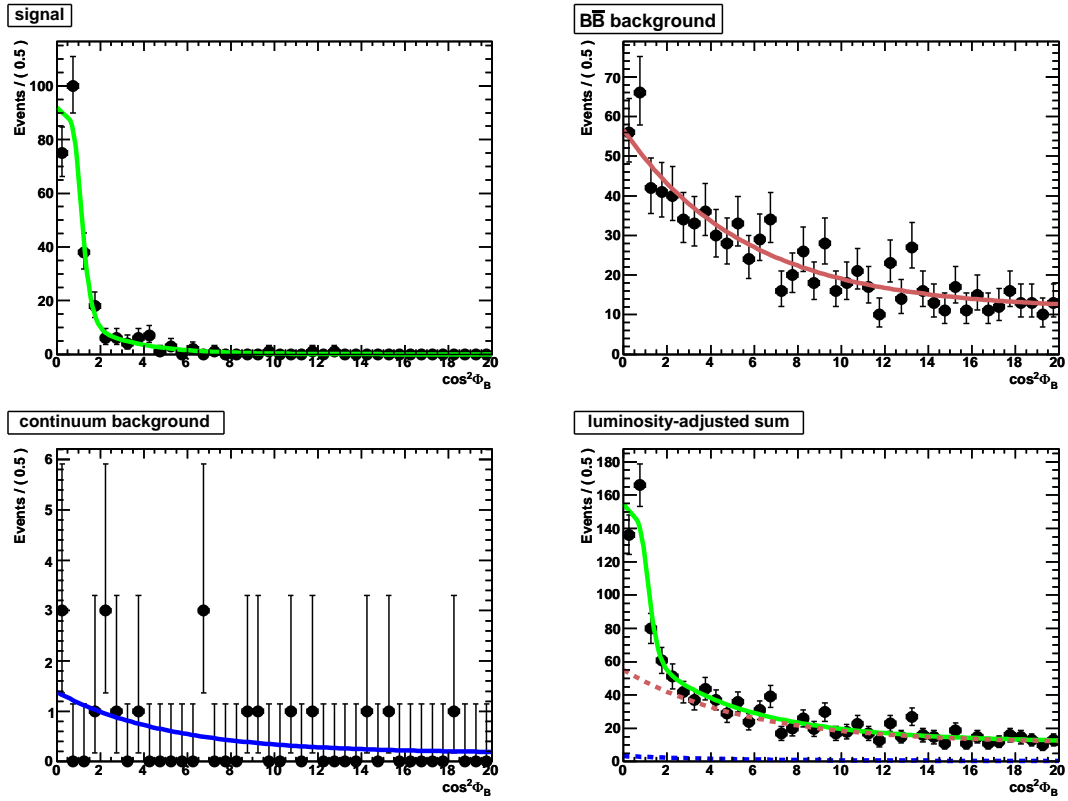 signal
Events / ( 0.5 )
100
80
60
40
20
0
0 2 4 6 8 10 12 14 16 18 20
cos²Φ_B
BB̅ background
Events / ( 0.5 )
70
60
50
40
30
20
10
0
0 2 4 6 8 10 12 14 16 18 20
cos²Φ_B
continuum background
Events / ( 0.5 )
6
5
4
3
2
1
0
0 2 4 6 8 10 12 14 16 18 20
cos²Φ_B
luminosity-adjusted sum
Events / ( 0.5 )
180
160
140
120
100
80
60
40
20
0
0 2 4 6 8 10 12 14 16 18 20
cos²Φ_B